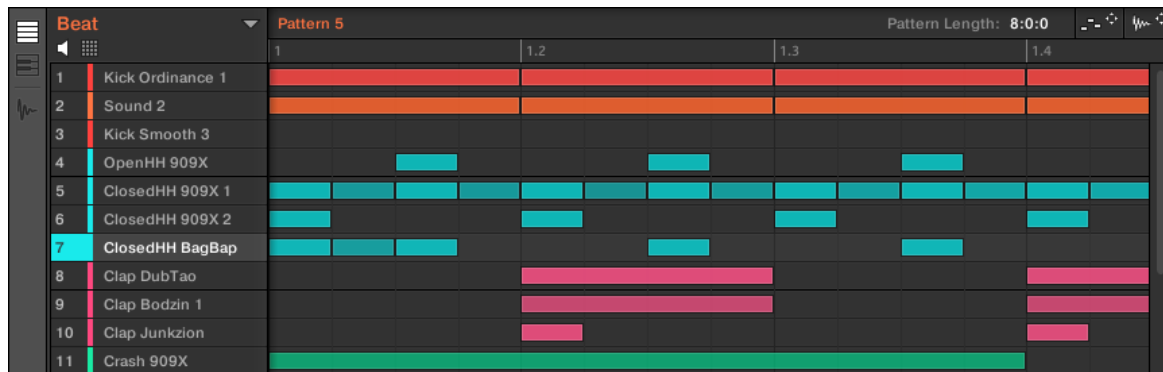 Beat Pattern 5 Pattern Length: 8:0:0
1 1.2 1.3 1.4
1 Kick Ordinance 1
2 Sound 2
3 Kick Smooth 3
4 OpenHH 909X
5 ClosedHH 909X 1
6 ClosedHH 909X 2
7 ClosedHH BagBap
8 Clap DubTao
9 Clap Bodzin 1
10 Clap Junkzion
11 Crash 909X